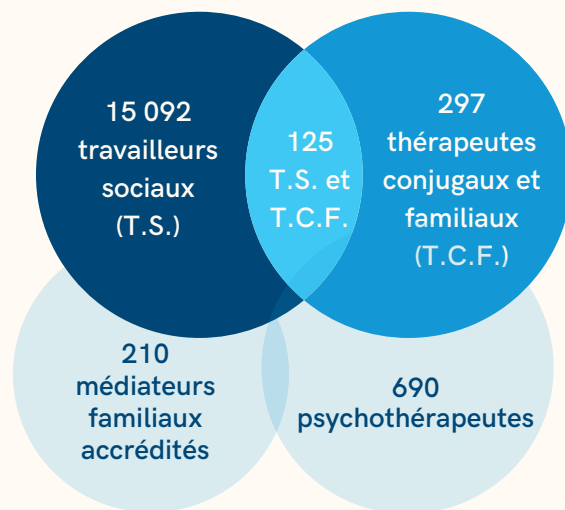 15 092
travailleurs
sociaux
(T.S.)
125
T.S. et
T.C.F.
297
thérapeutes
conjugaux et
familiaux
(T.C.F.)
210
médiateurs
familiaux
accrédités
690
psychothérapeutes